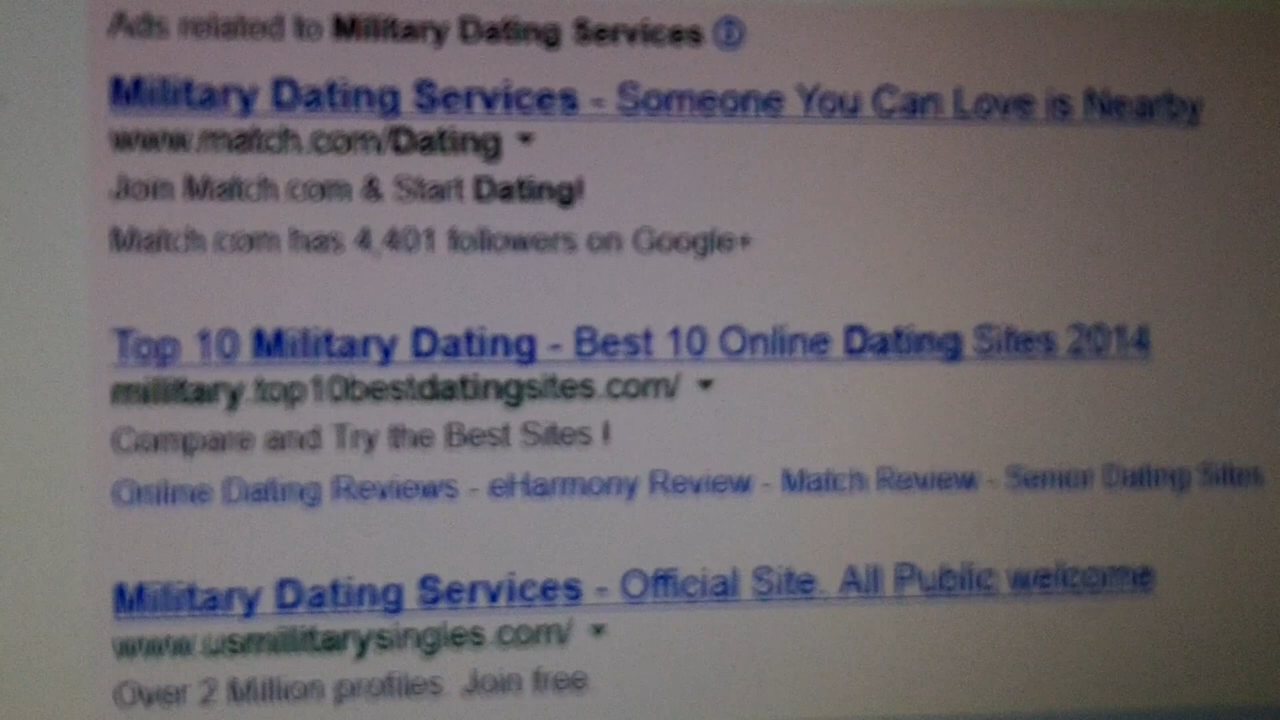 Ads related to Military Dating Services
Military Dating Services - Someone You Can Love is Nearby
www.match.com/Dating
Join Match.com & Start Dating!
Match.com has 4,401 followers on Google+
Top 10 Military Dating - Best 10 Online Dating Sites 2014
military.top10bestdatingsites.com/
Compare and Try the Best Sites !
Online Dating Reviews - eHarmony Review - Match Review - Senior Dating Sites
Military Dating Services - Official Site. All Public welcome
www.usmilitarysingles.com/
Over 2 Million profiles. Join free